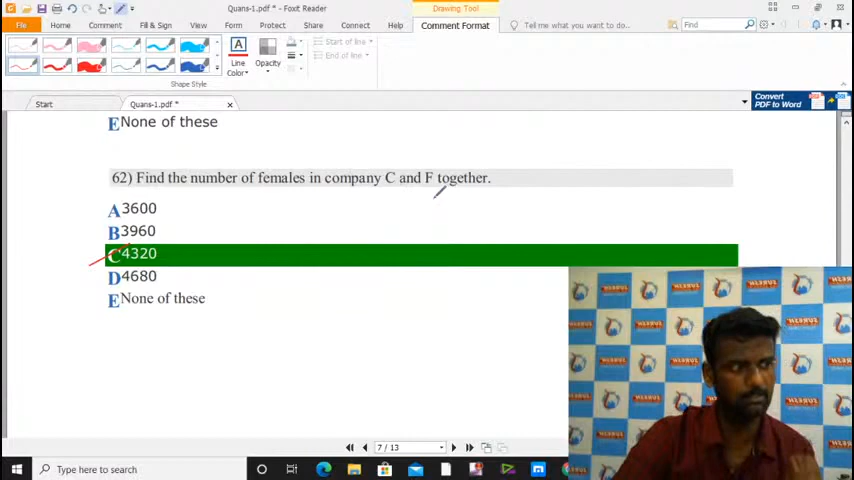 Quans-1.pdf * - Foxt Reader
Drawing Tool
File
Home
Comment
Fill & Sign
View
Form
Protect
Share
Connect
Help
Comment Format
Tell me what you want to do...
Find
Line
Color
Opacity
Start of line
End of line
Shape Style
Start
Quans-1.pdf *
Convert
PDF to Word
E None of these
62) Find the number of females in company C and F together.
A 3600
B 3960
C 4320
D 4680
E None of these
7 / 13
Type here to search